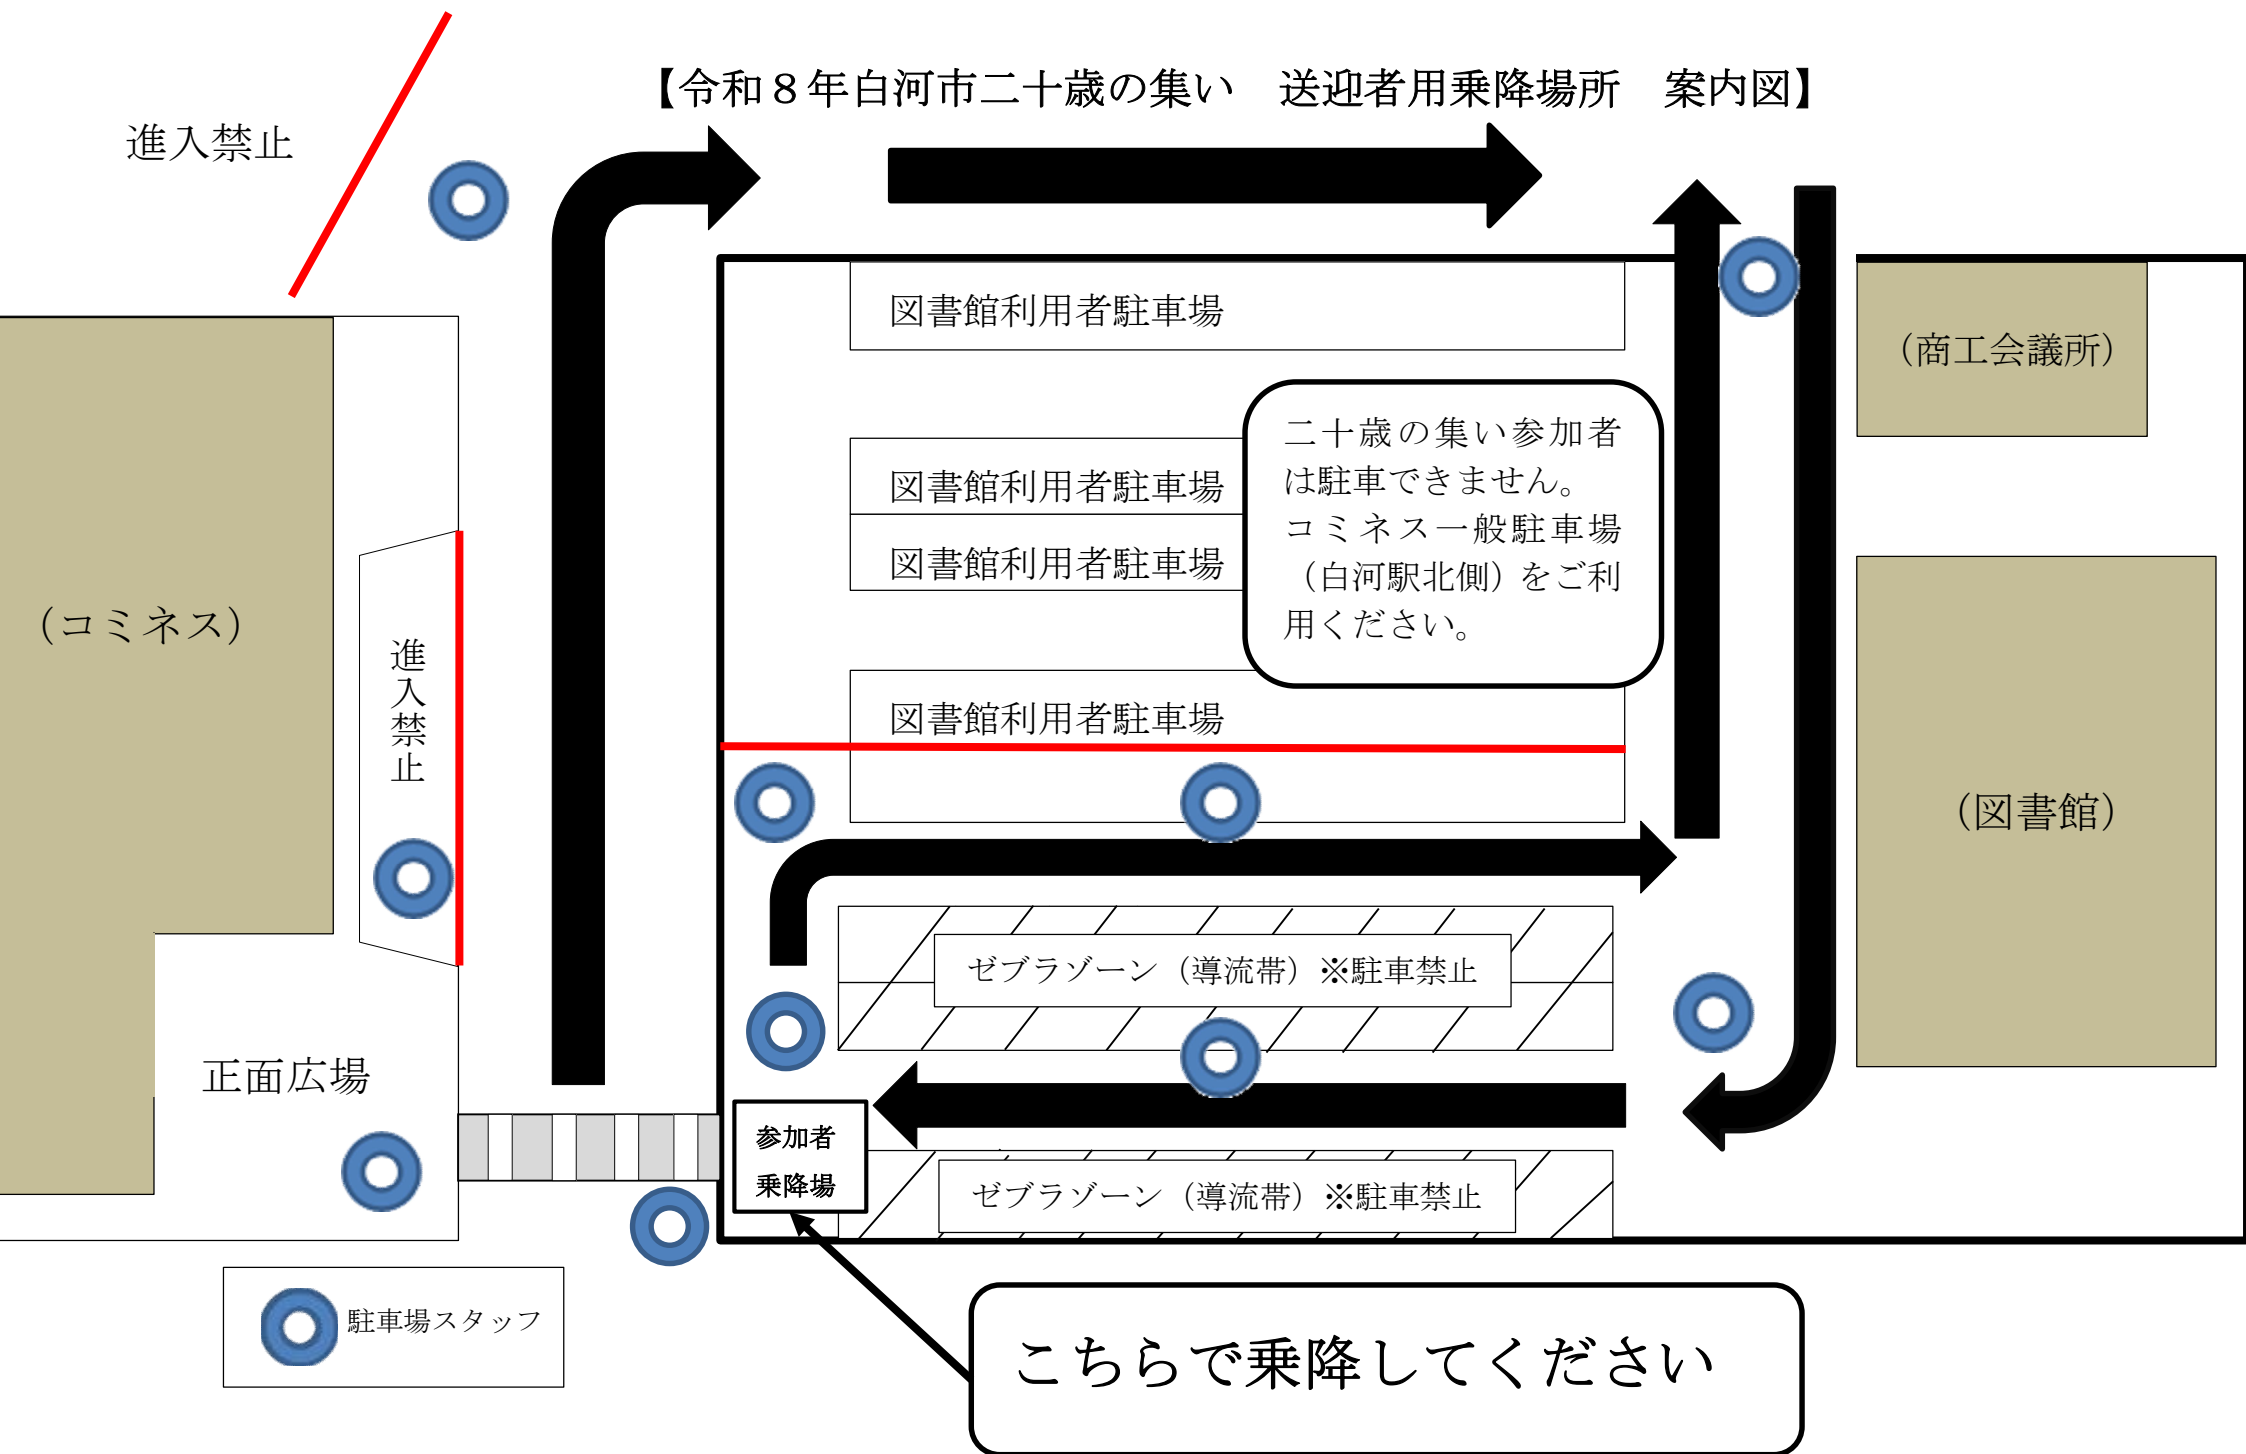 【令和８年白河市二十歳の集い　送迎者用乗降場所　案内図】
進入禁止
図書館利用者駐車場
（商工会議所）
二十歳の集い参加者
は駐車できません。
コミネス一般駐車場
（白河駅北側）をご利
用ください。
図書館利用者駐車場
図書館利用者駐車場
（コミネス）
進入禁止
図書館利用者駐車場
（図書館）
ゼブラゾーン（導流帯）※駐車禁止
正面広場
参加者
乗降場
ゼブラゾーン（導流帯）※駐車禁止
駐車場スタッフ
こちらで乗降してください